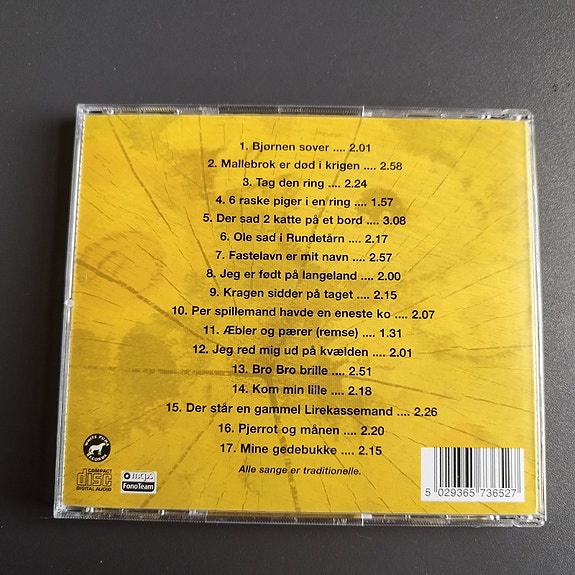 1. Bjørnen sover .... 2.01
2. Mallebrok er død i krigen .... 2.58
3. Tag den ring .... 2.24
4. 6 raske piger i en ring .... 1.57
5. Der sad 2 katte på et bord .... 3.08
6. Ole sad i Rundetårn .... 2.17
7. Fastelavn er mit navn .... 2.57
8. Jeg er født på langeland .... 2.00
9. Kragen sidder på taget .... 2.15
10. Per spillemand havde en eneste ko .... 2.07
11. Æbler og pærer (remse) .... 1.31
12. Jeg red mig ud på kvælden .... 2.01
13. Bro Bro brille .... 2.51
14. Kom min lille .... 2.18
15. Der står en gammel Lirekassemand .... 2.26
16. Pjerrot og månen .... 2.20
17. Mine gedebukke .... 2.15
Alle sange er traditionelle.
COMPACT
disc
DIGITAL AUDIO
mcps
FonoTeam
5 029365 736527